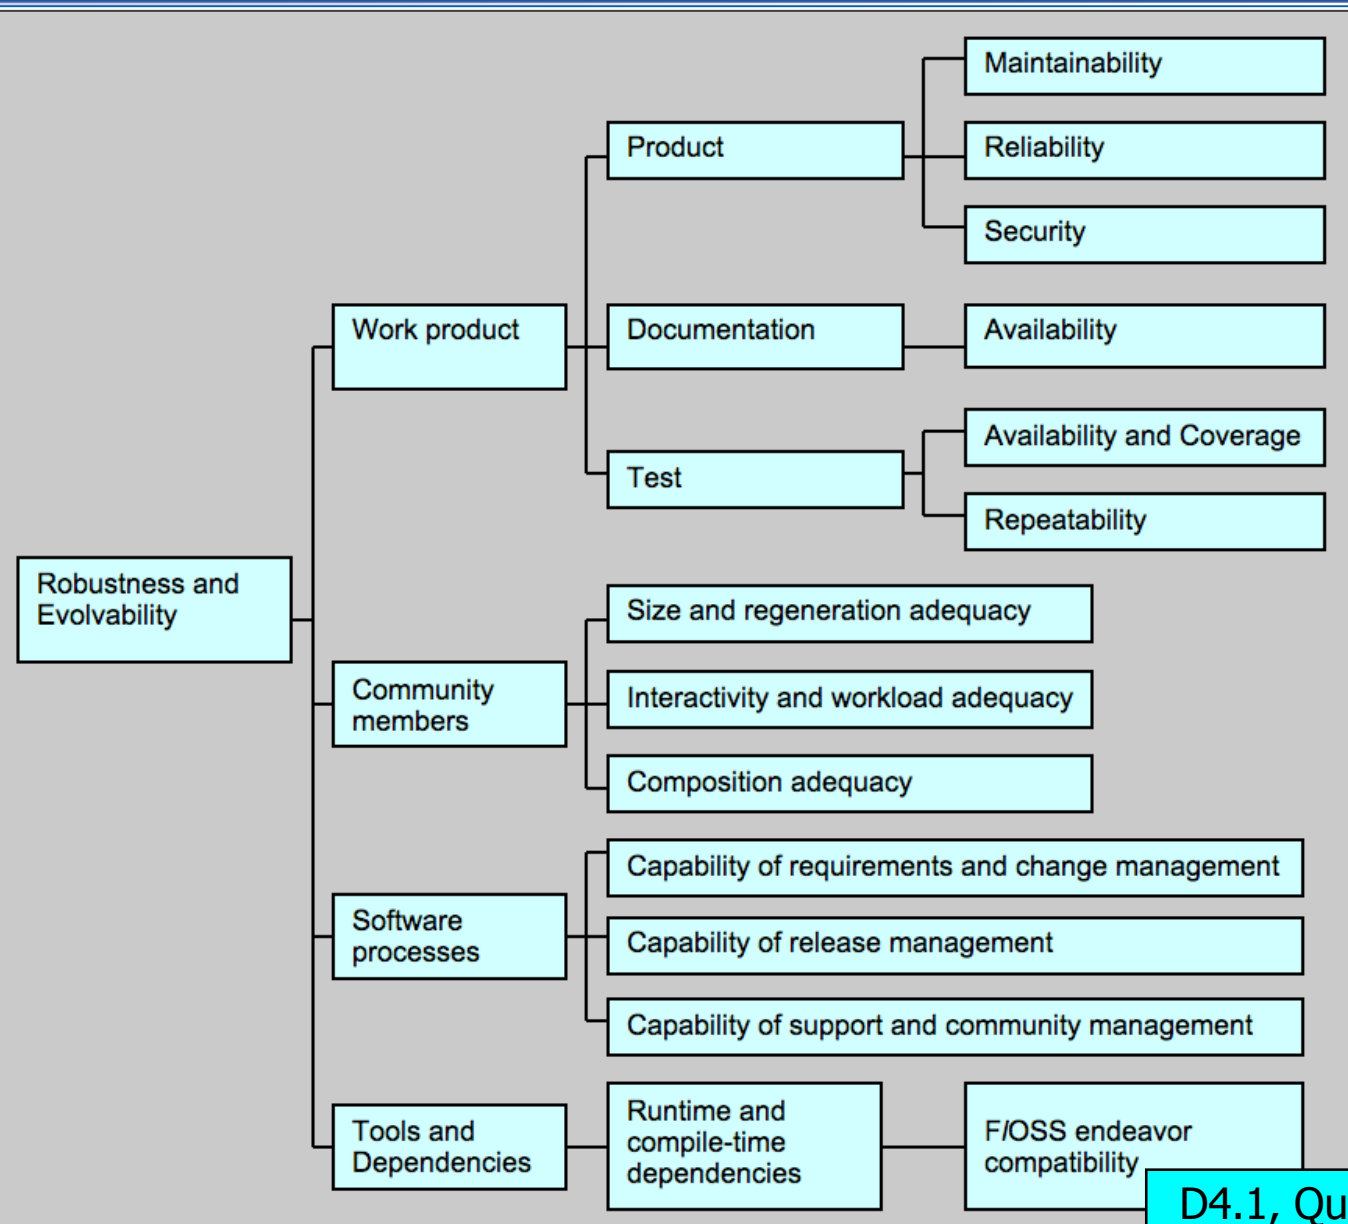 Maintainability
Product
Reliability
Security
Work product
Documentation
Availability
Availability and Coverage
Test
Repeatability
Robustness and
Evolvability
Size and regeneration adequacy
Community
members
Interactivity and workload adequacy
Composition adequacy
Capability of requirements and change management
Software
processes
Capability of release management
Capability of support and community management
Tools and
Dependencies
Runtime and
compile-time
dependencies
F/OSS endeavor
compatibility
D4.1,